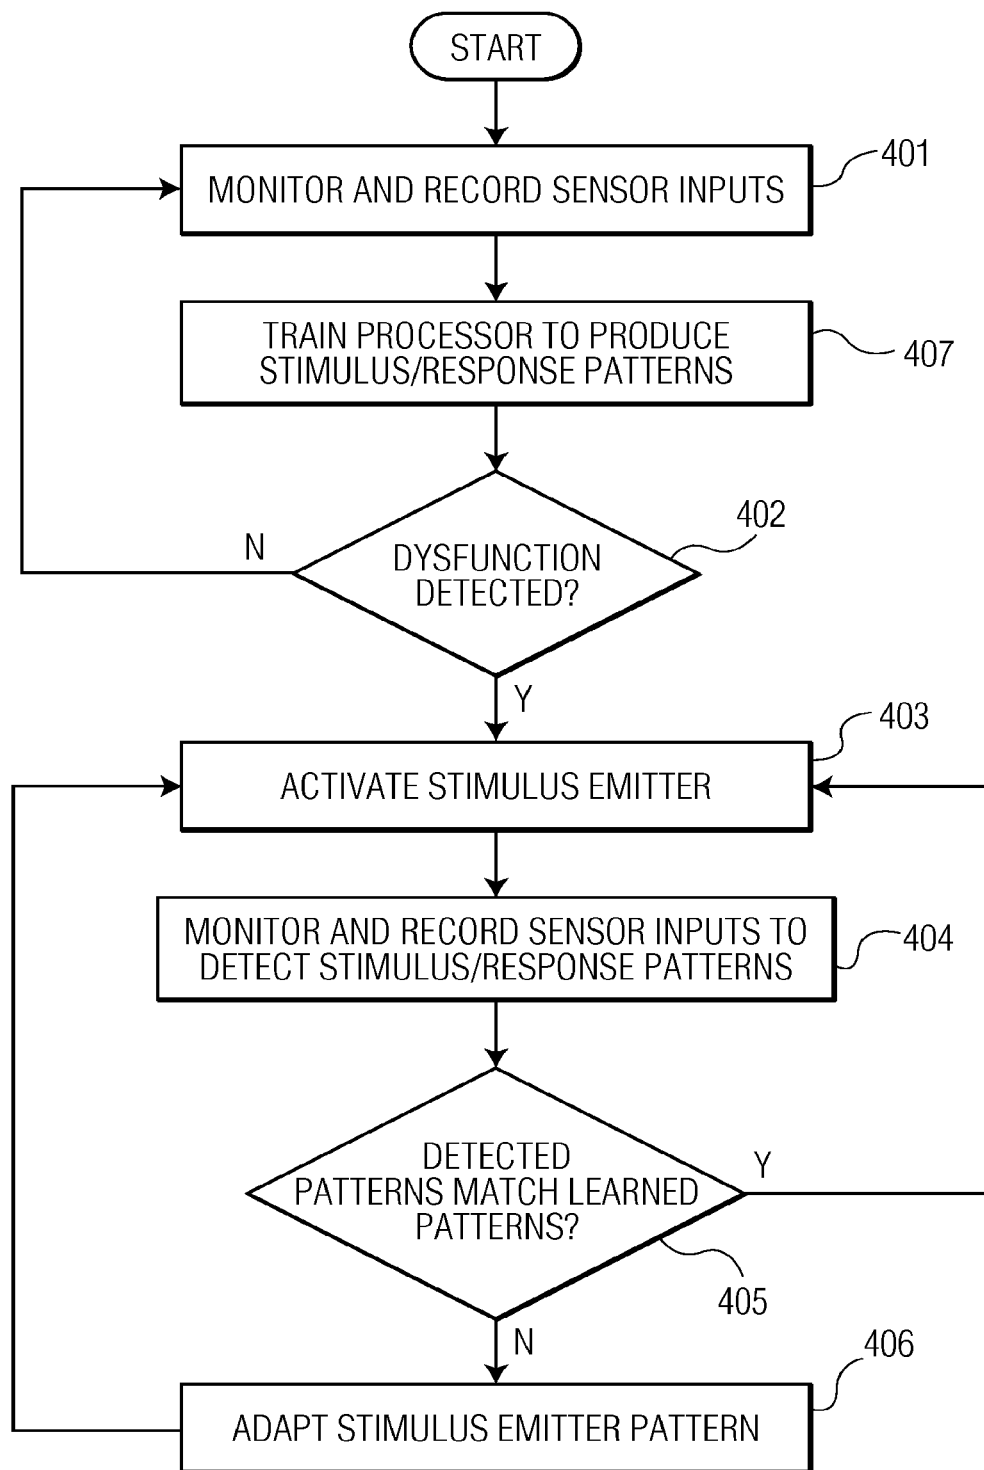 START
MONITOR AND RECORD SENSOR INPUTS
401
TRAIN PROCESSOR TO PRODUCE
STIMULUS/RESPONSE PATTERNS
407
DYSFUNCTION
DETECTED?
402
N
Y
ACTIVATE STIMULUS EMITTER
403
MONITOR AND RECORD SENSOR INPUTS TO
DETECT STIMULUS/RESPONSE PATTERNS
404
DETECTED
PATTERNS MATCH LEARNED
PATTERNS?
Y
405
N
ADAPT STIMULUS EMITTER PATTERN
406